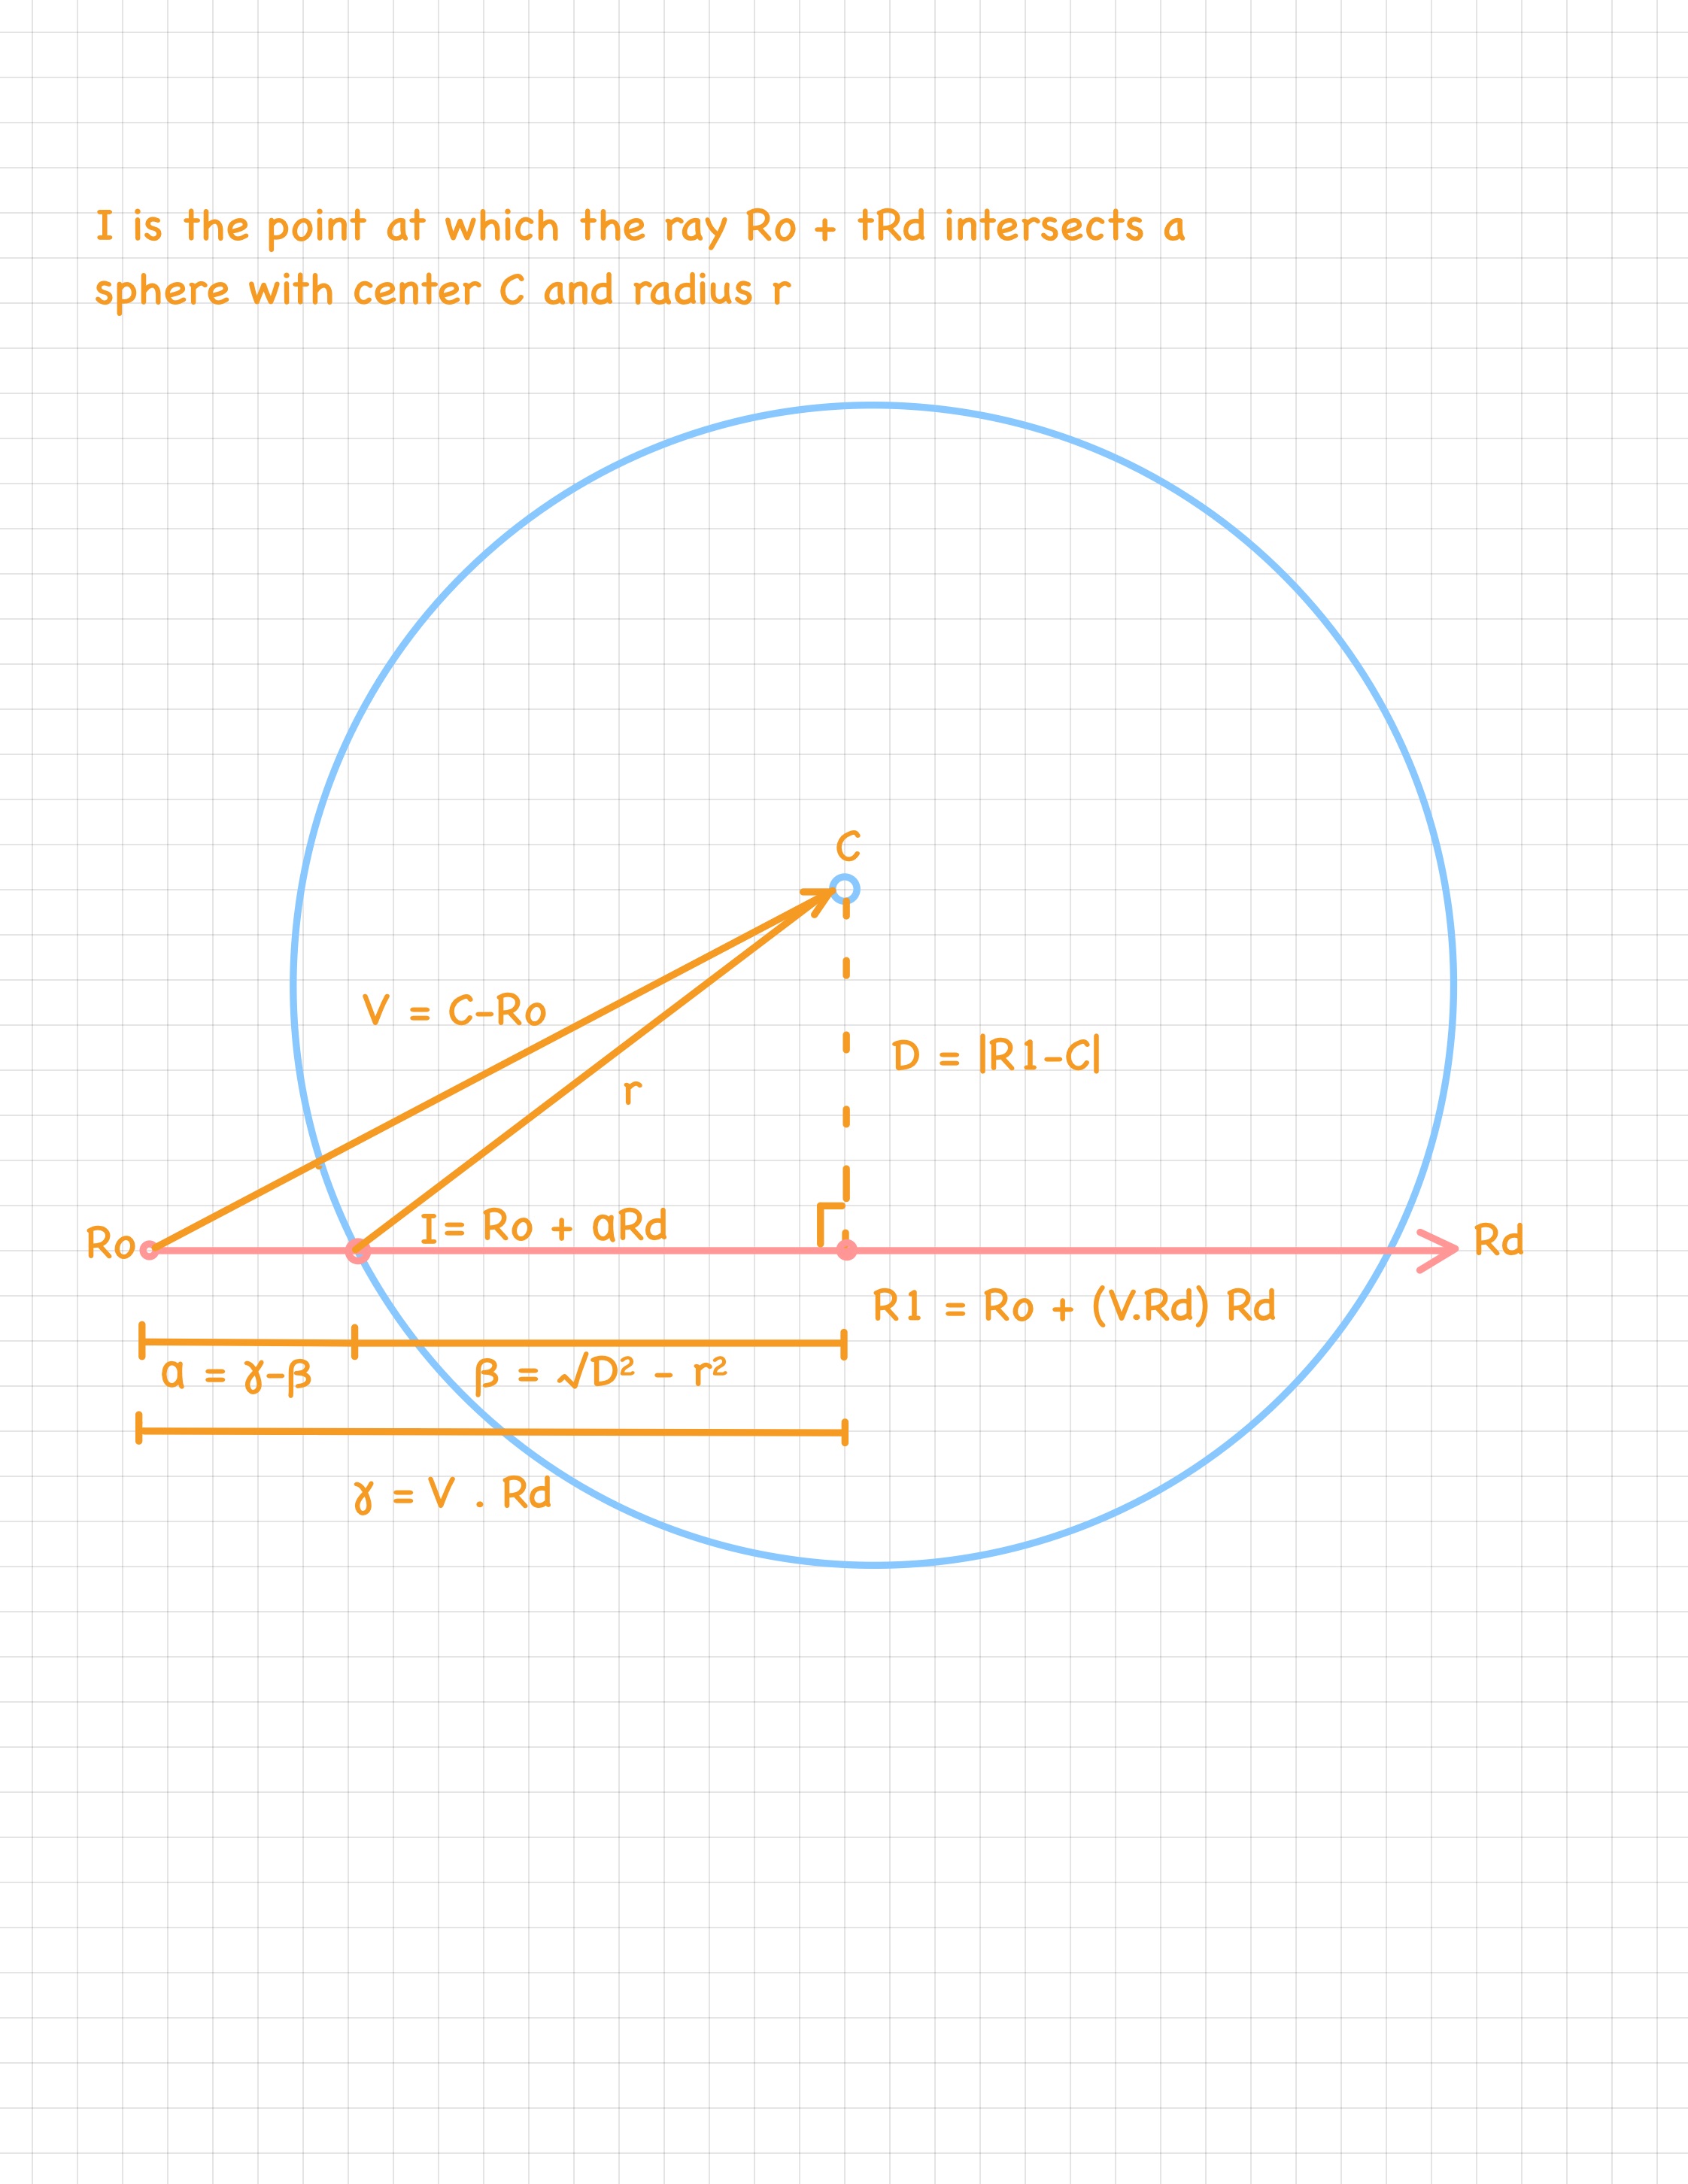 I is the point at which the ray Ro + tRd intersects a
sphere with center C and radius r
C
V = C-Ro
D = |R1-C|
r
Ro
I= Ro + αRd
Rd
R1 = Ro + (V.Rd) Rd
α = γ-β
β = √D² - r²
γ = V . Rd